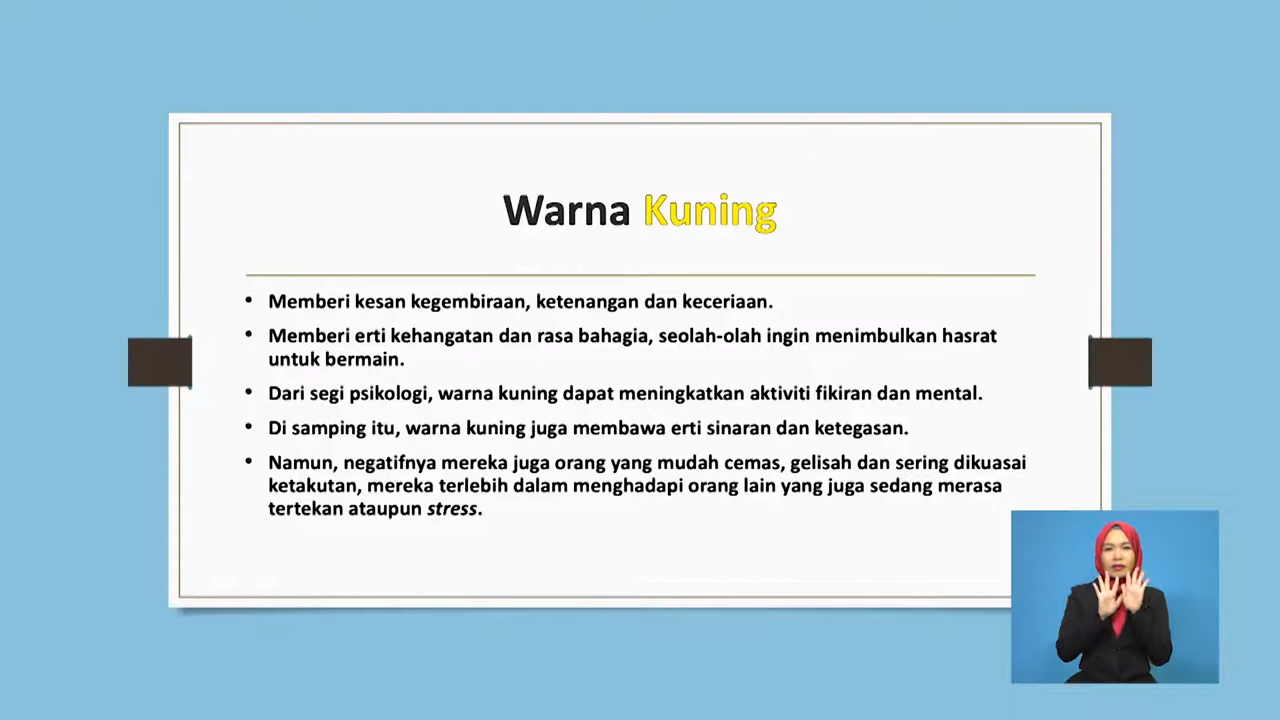 Warna Kuning
• Memberi kesan kegembiraan, ketenangan dan keceriaan.
• Memberi erti kehangatan dan rasa bahagia, seolah-olah ingin menimbulkan hasrat
untuk bermain.
• Dari segi psikologi, warna kuning dapat meningkatkan aktiviti fikiran dan mental.
• Di samping itu, warna kuning juga membawa erti sinaran dan ketegasan.
• Namun, negatifnya mereka juga orang yang mudah cemas, gelisah dan sering dikuasai
ketakutan, mereka terlebih dalam menghadapi orang lain yang juga sedang merasa
tertekan ataupun stress.